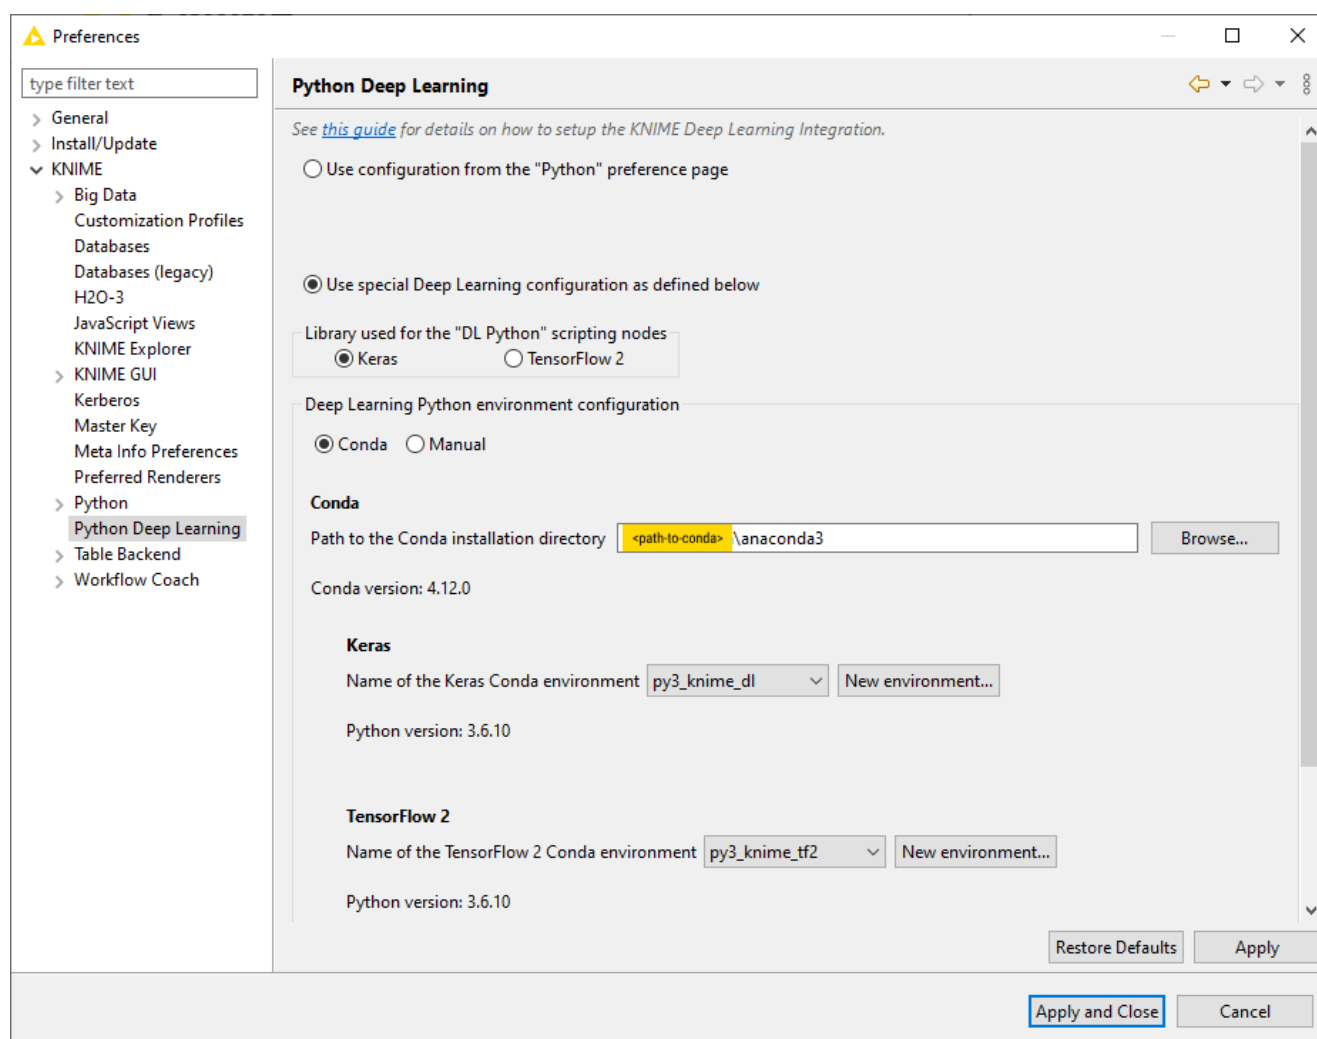 Preferences
type filter text
General
Install/Update
KNIME
Big Data
Customization Profiles
Databases
Databases (legacy)
H2O-3
JavaScript Views
KNIME Explorer
KNIME GUI
Kerberos
Master Key
Meta Info Preferences
Preferred Renderers
Python
Python Deep Learning
Table Backend
Workflow Coach
Python Deep Learning
See this guide for details on how to setup the KNIME Deep Learning Integration.
Use configuration from the "Python" preference page
Use special Deep Learning configuration as defined below
Library used for the "DL Python" scripting nodes
Keras TensorFlow 2
Deep Learning Python environment configuration
Conda Manual
Conda
Path to the Conda installation directory <path-to-conda> \anaconda3 Browse...
Conda version: 4.12.0
Keras
Name of the Keras Conda environment py3_knime_dl New environment...
Python version: 3.6.10
TensorFlow 2
Name of the TensorFlow 2 Conda environment py3_knime_tf2 New environment...
Python version: 3.6.10
Restore Defaults Apply
Apply and Close Cancel